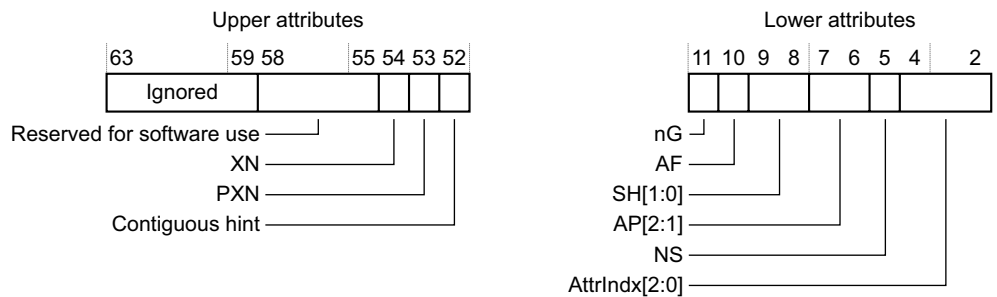 Upper attributes
63 59 58 55 54 53 52
Ignored
Reserved for software use
XN
PXN
Contiguous hint
Lower attributes
11 10 9 8 7 6 5 4 2
nG
AF
SH[1:0]
AP[2:1]
NS
AttrIndx[2:0]